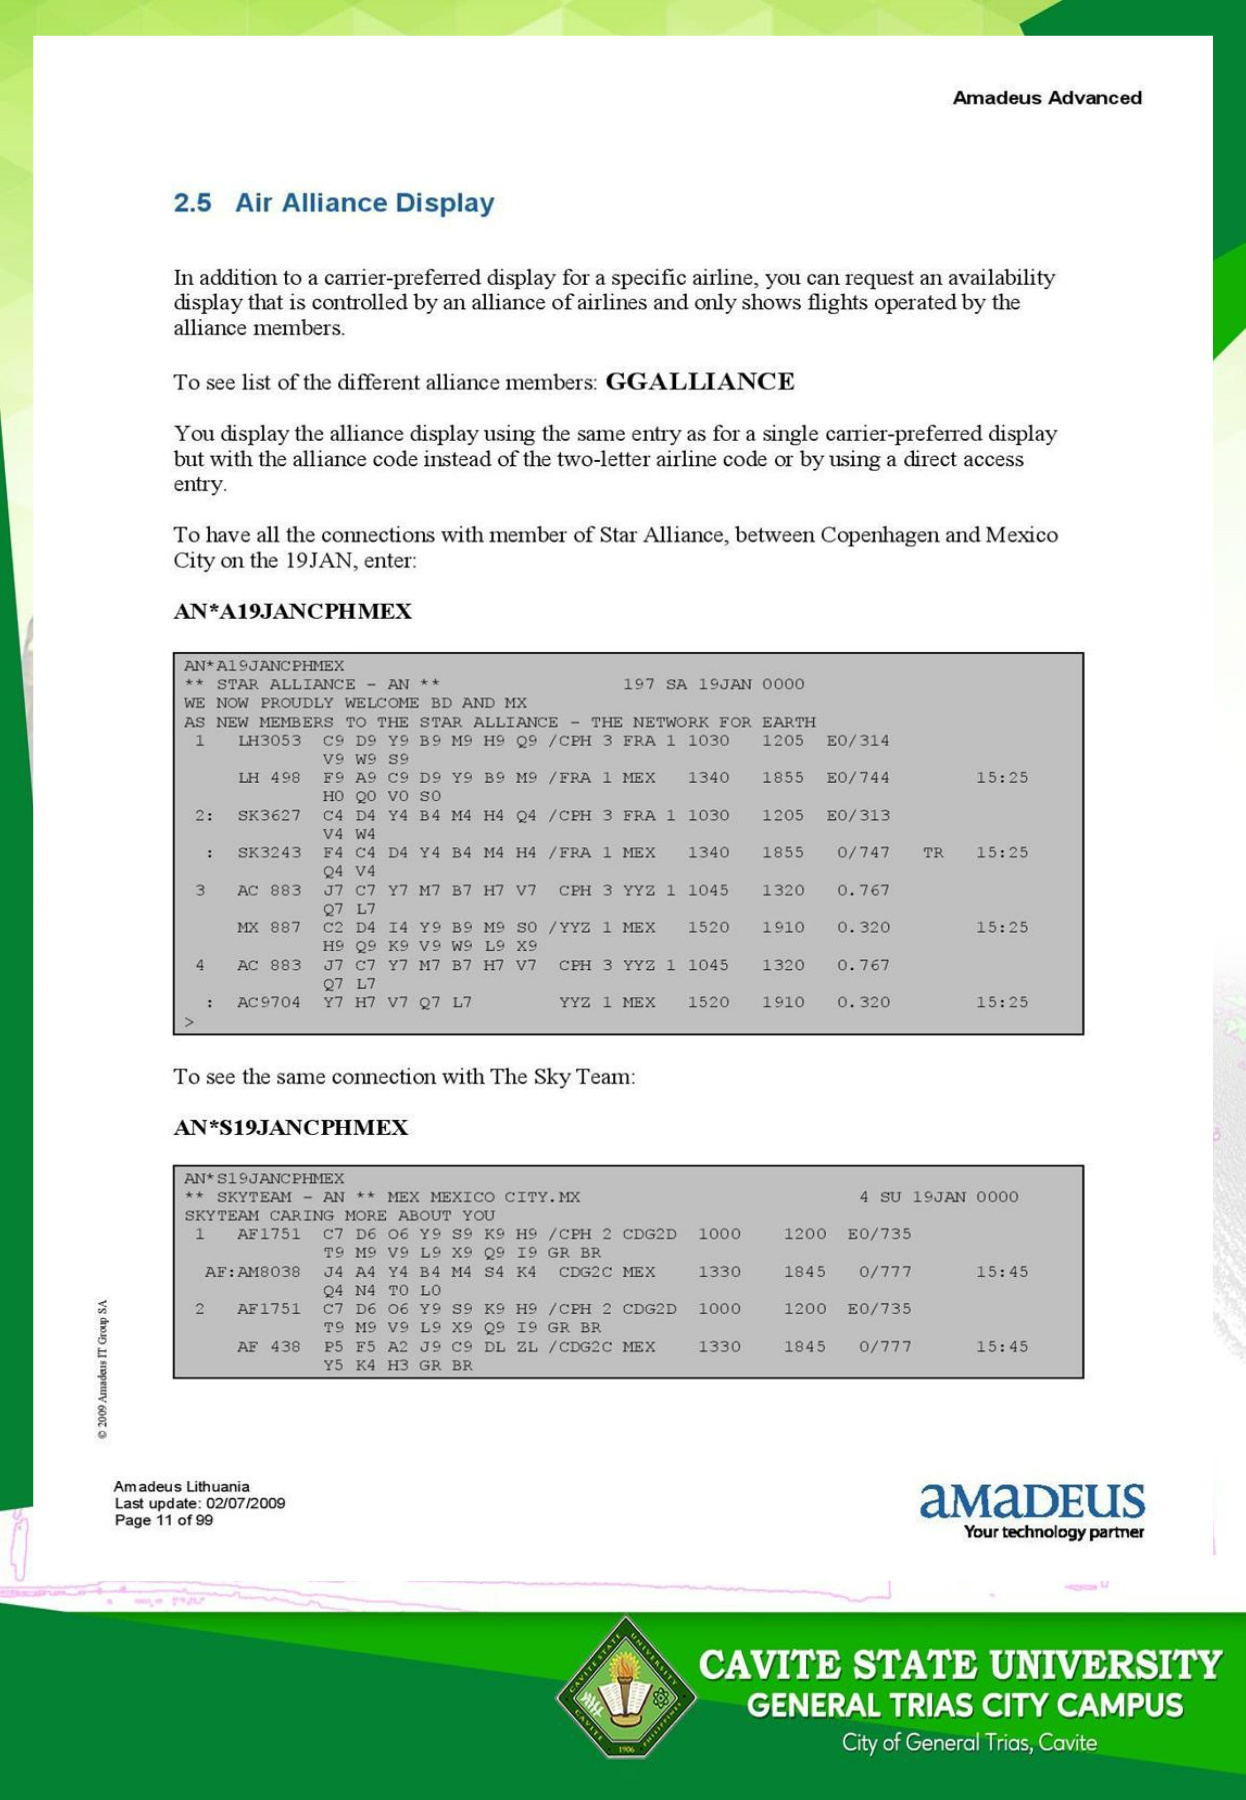 Amadeus Advanced
2.5 Air Alliance Display
In addition to a carrier-preferred display for a specific airline, you can request an availability
display that is controlled by an alliance of airlines and only shows flights operated by the
alliance members.
To see list of the different alliance members: GGALLIANCE
You display the alliance display using the same entry as for a single carrier-preferred display
but with the alliance code instead of the two-letter airline code or by using a direct access
entry.
To have all the connections with member of Star Alliance, between Copenhagen and Mexico
City on the 19JAN, enter:
AN*A19JANCPHMEX
AN*A19JANCPHMEX
** STAR ALLIANCE - AN ** 197 SA 19JAN 0000
WE NOW PROUDLY WELCOME BD AND MX
AS NEW MEMBERS TO THE STAR ALLIANCE - THE NETWORK FOR EARTH
1 LH3053 C9 D9 Y9 B9 M9 H9 Q9 /CPH 3 FRA 1 1030 1205 E0/314
V9 W9 S9
LH 498 F9 A9 C9 D9 Y9 B9 M9 /FRA 1 MEX 1340 1855 E0/744 15:25
H0 Q0 V0 S0
2: SK3627 C4 D4 Y4 B4 M4 H4 Q4 /CPH 3 FRA 1 1030 1205 E0/313
V4 W4
: SK3243 F4 C4 D4 Y4 B4 M4 H4 /FRA 1 MEX 1340 1855 0/747 TR 15:25
Q4 V4
3 AC 883 J7 C7 Y7 M7 B7 H7 V7 CPH 3 YYZ 1 1045 1320 0.767
Q7 L7
MX 887 C2 D4 I4 Y9 B9 M9 S0 /YYZ 1 MEX 1520 1910 0.320 15:25
H9 Q9 K9 V9 W9 L9 X9
4 AC 883 J7 C7 Y7 M7 B7 H7 V7 CPH 3 YYZ 1 1045 1320 0.767
Q7 L7
: AC9704 Y7 H7 V7 Q7 L7 YYZ 1 MEX 1520 1910 0.320 15:25
>
To see the same connection with The Sky Team:
AN*S19JANCPHMEX
AN*S19JANCPHMEX
** SKYTEAM - AN ** MEX MEXICO CITY.MX 4 SU 19JAN 0000
SKYTEAM CARING MORE ABOUT YOU
1 AF1751 C7 D6 O6 Y9 S9 K9 H9 /CPH 2 CDG2D 1000 1200 E0/735
T9 M9 V9 L9 X9 Q9 I9 GR BR
AF:AM8038 J4 A4 Y4 B4 M4 S4 K4 CDG2C MEX 1330 1845 0/777 15:45
Q4 N4 T0 L0
2 AF1751 C7 D6 O6 Y9 S9 K9 H9 /CPH 2 CDG2D 1000 1200 E0/735
T9 M9 V9 L9 X9 Q9 I9 GR BR
AF 438 P5 F5 A2 J9 C9 DL ZL /CDG2C MEX 1330 1845 0/777 15:45
Y5 K4 H3 GR BR
© 2009 Amadeus IT Group SA
Amadeus Lithuania
Last update: 02/07/2009
Page 11 of 99
aMaDEUS
Your technology partner
CAVITE STATE UNIVERSITY
GENERAL TRIAS CITY CAMPUS
City of General Trias, Cavite
CAVITE STATE UNIVERSITY
CAVITE PHILIPPINES
1906